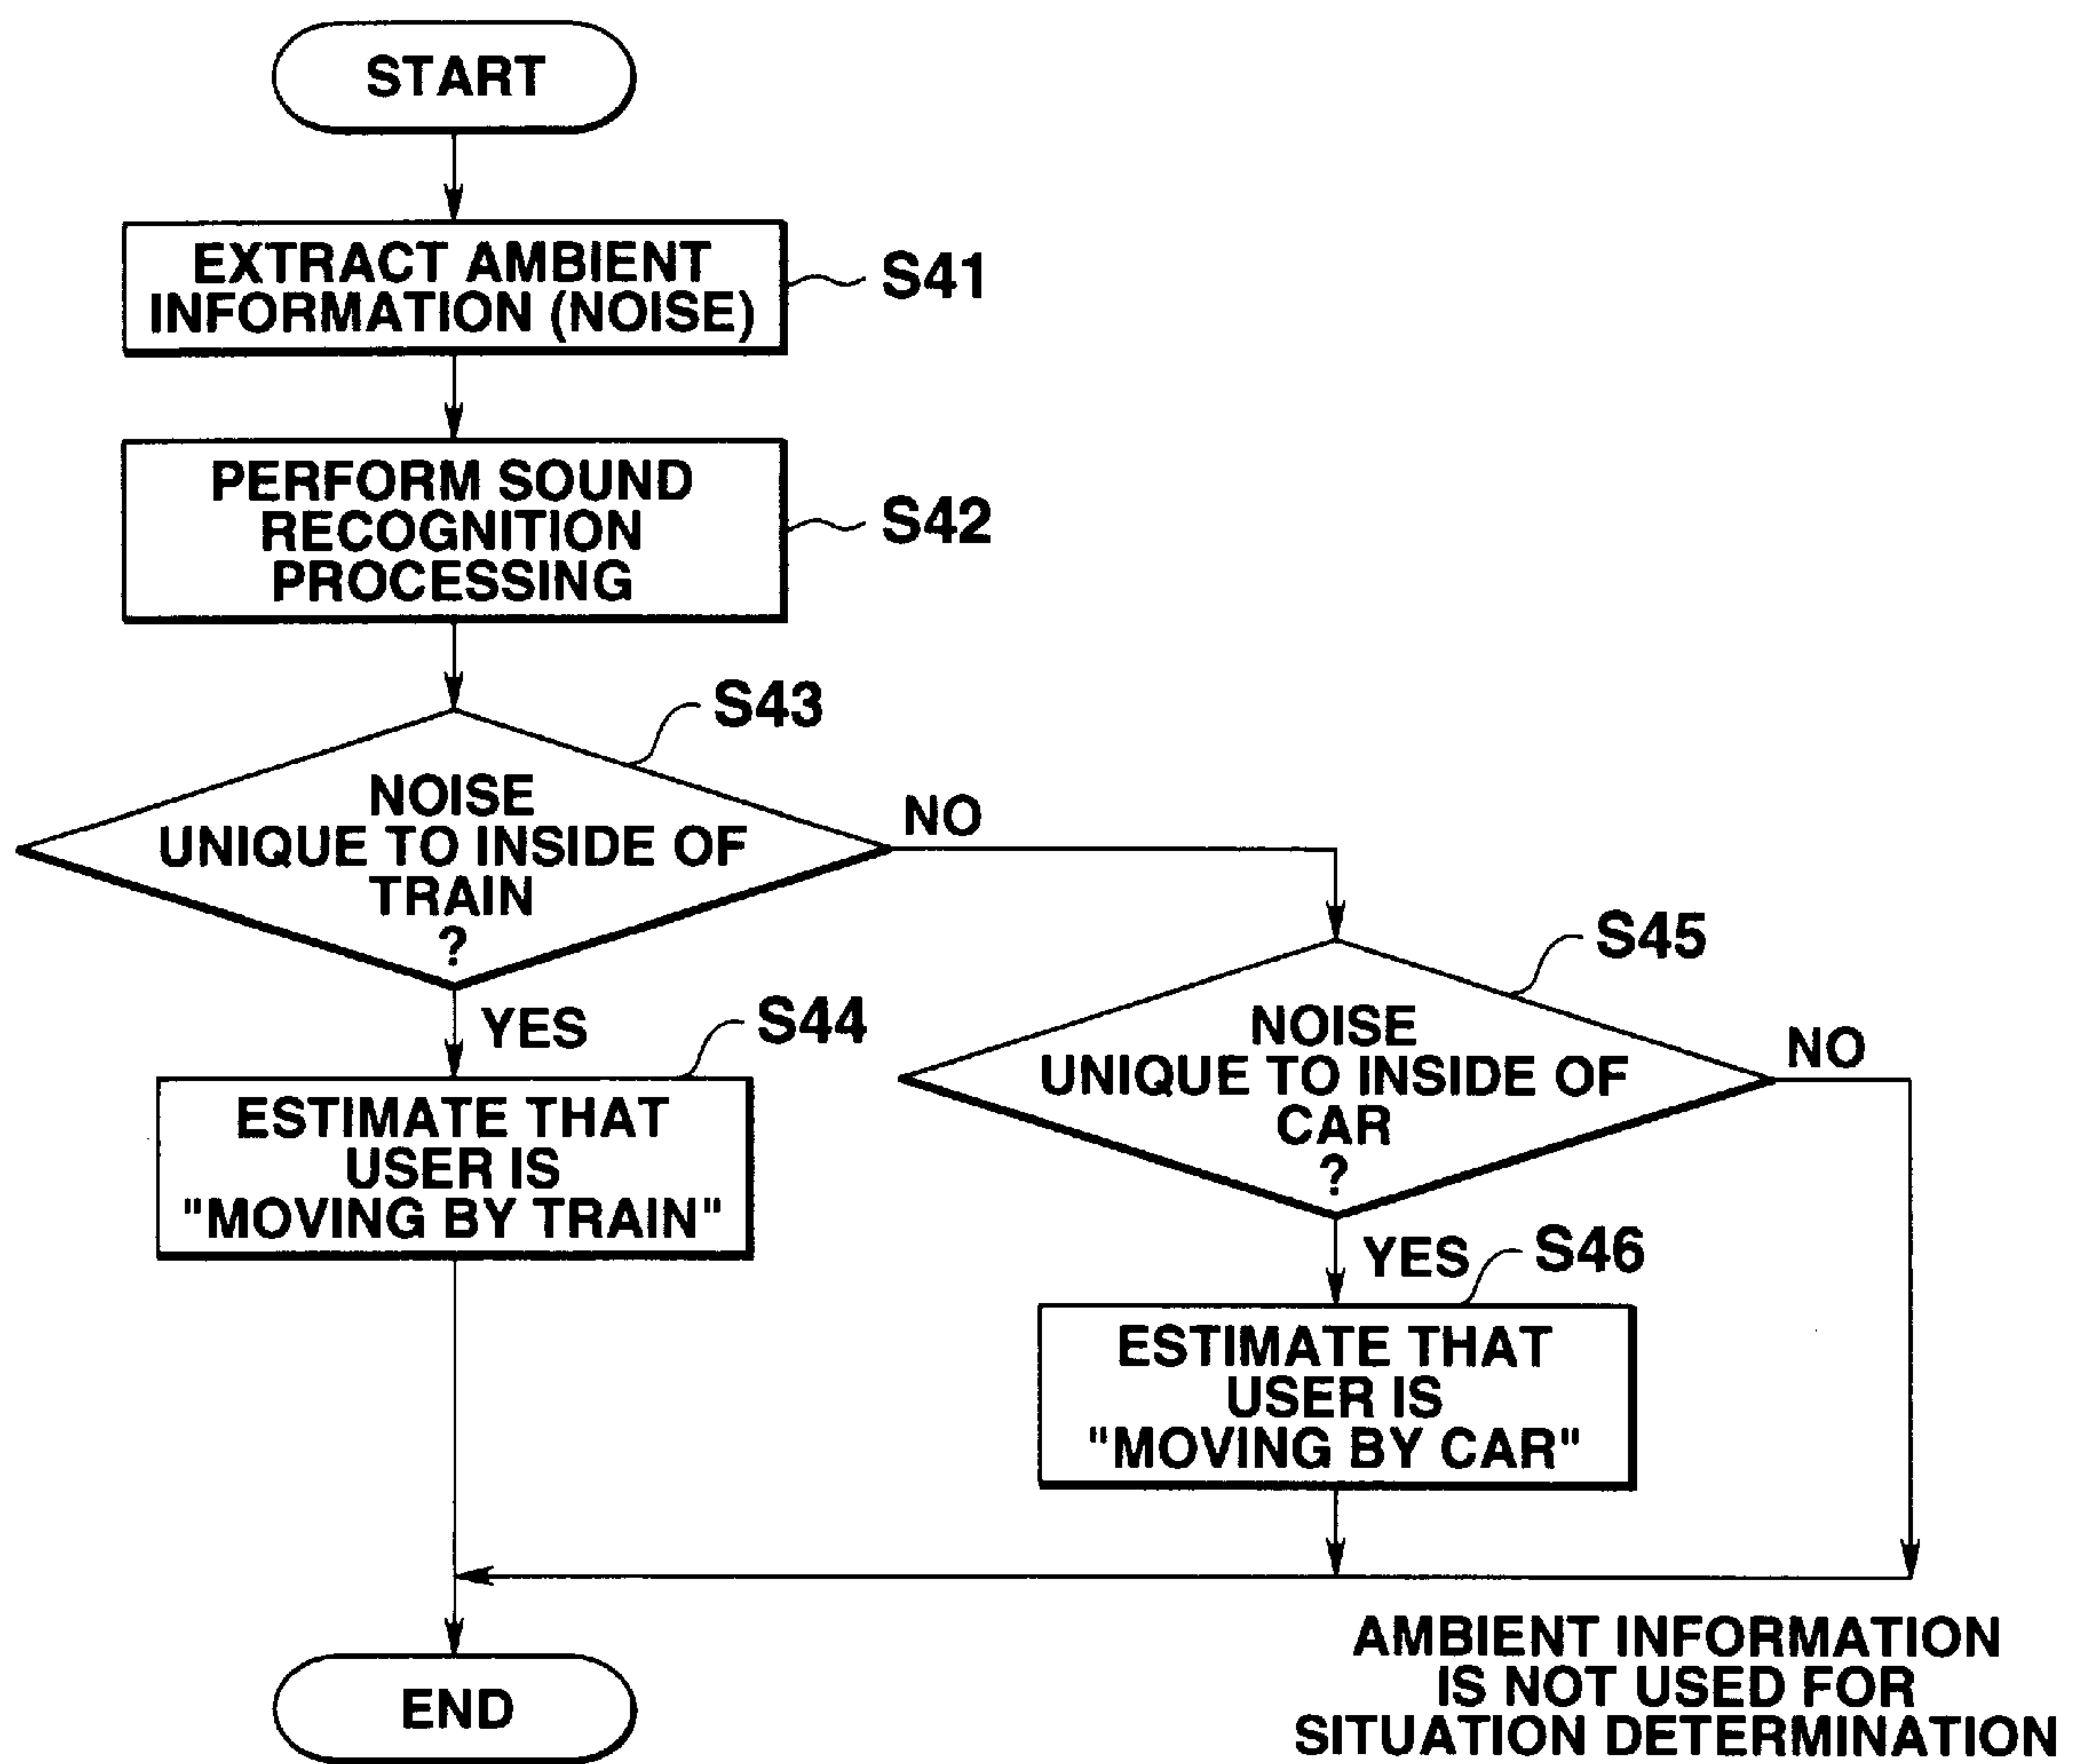 START
EXTRACT AMBIENT
INFORMATION (NOISE)
S41
PERFORM SOUND
RECOGNITION
PROCESSING
S42
S43
NOISE
UNIQUE TO INSIDE OF
TRAIN
?
NO
YES
S44
ESTIMATE THAT
USER IS
"MOVING BY TRAIN"
S45
NOISE
UNIQUE TO INSIDE OF
CAR
?
NO
YES
S46
ESTIMATE THAT
USER IS
"MOVING BY CAR"
AMBIENT INFORMATION
IS NOT USED FOR
SITUATION DETERMINATION
END